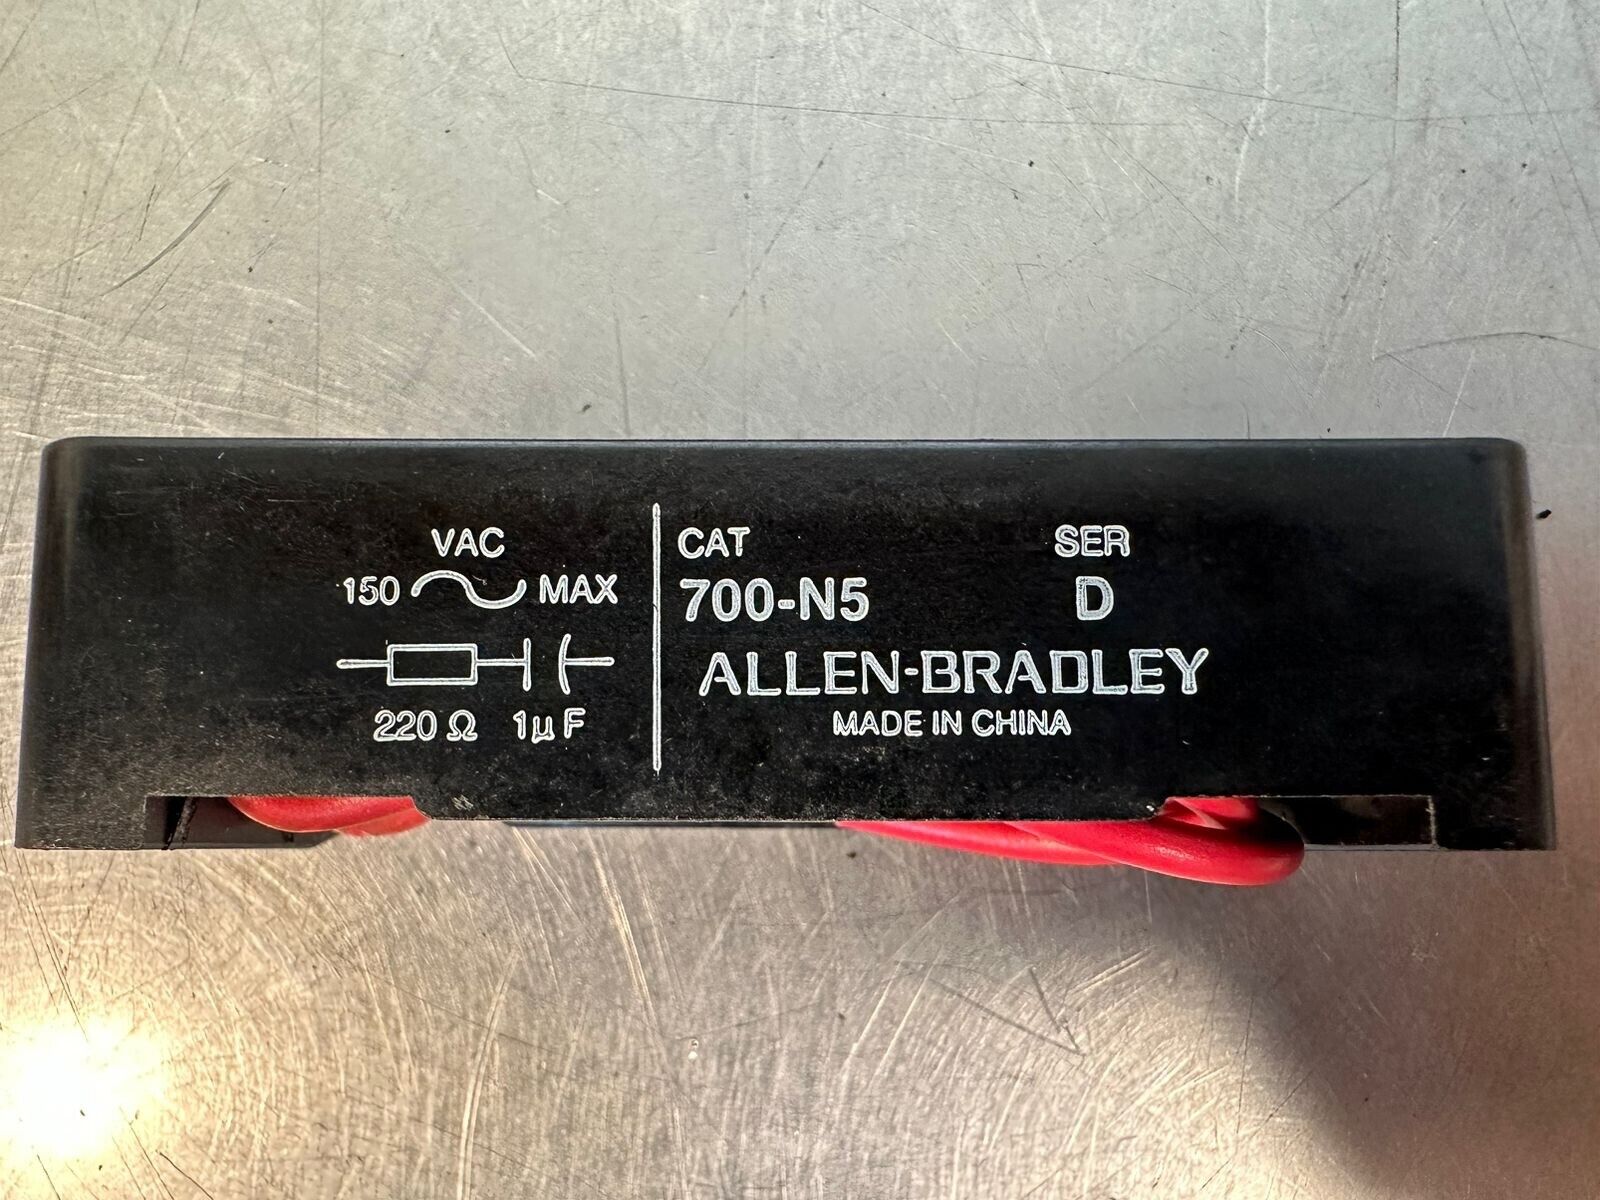 VAC
150 MAX
220 Ω 1µF
CAT SER
700-N5 D
ALLEN-BRADLEY
MADE IN CHINA